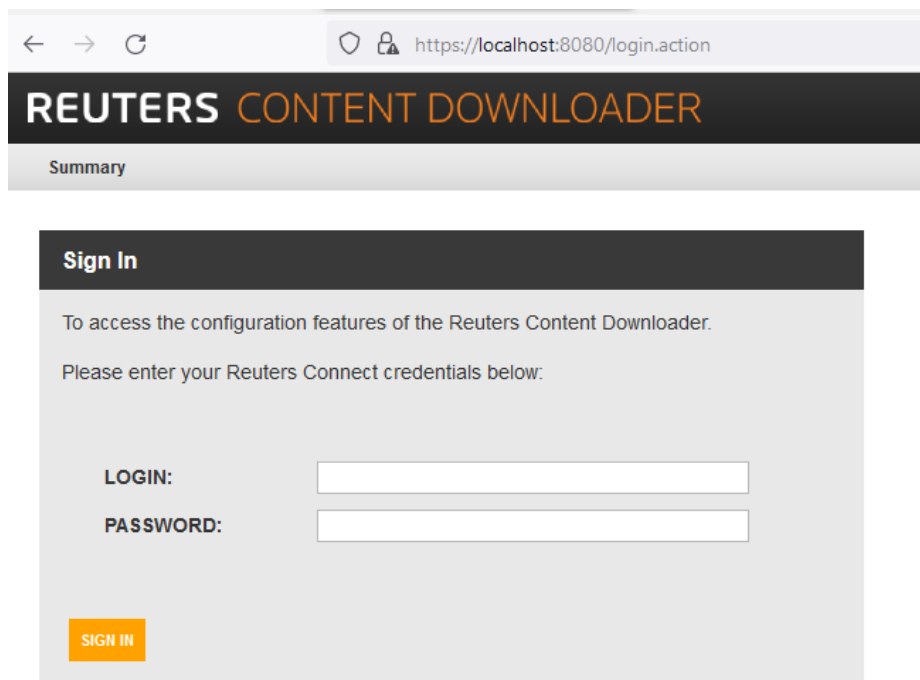 https://localhost:8080/login.action
REUTERS CONTENT DOWNLOADER
Summary
Sign In
To access the configuration features of the Reuters Content Downloader.
Please enter your Reuters Connect credentials below:
LOGIN:
PASSWORD:
SIGN IN